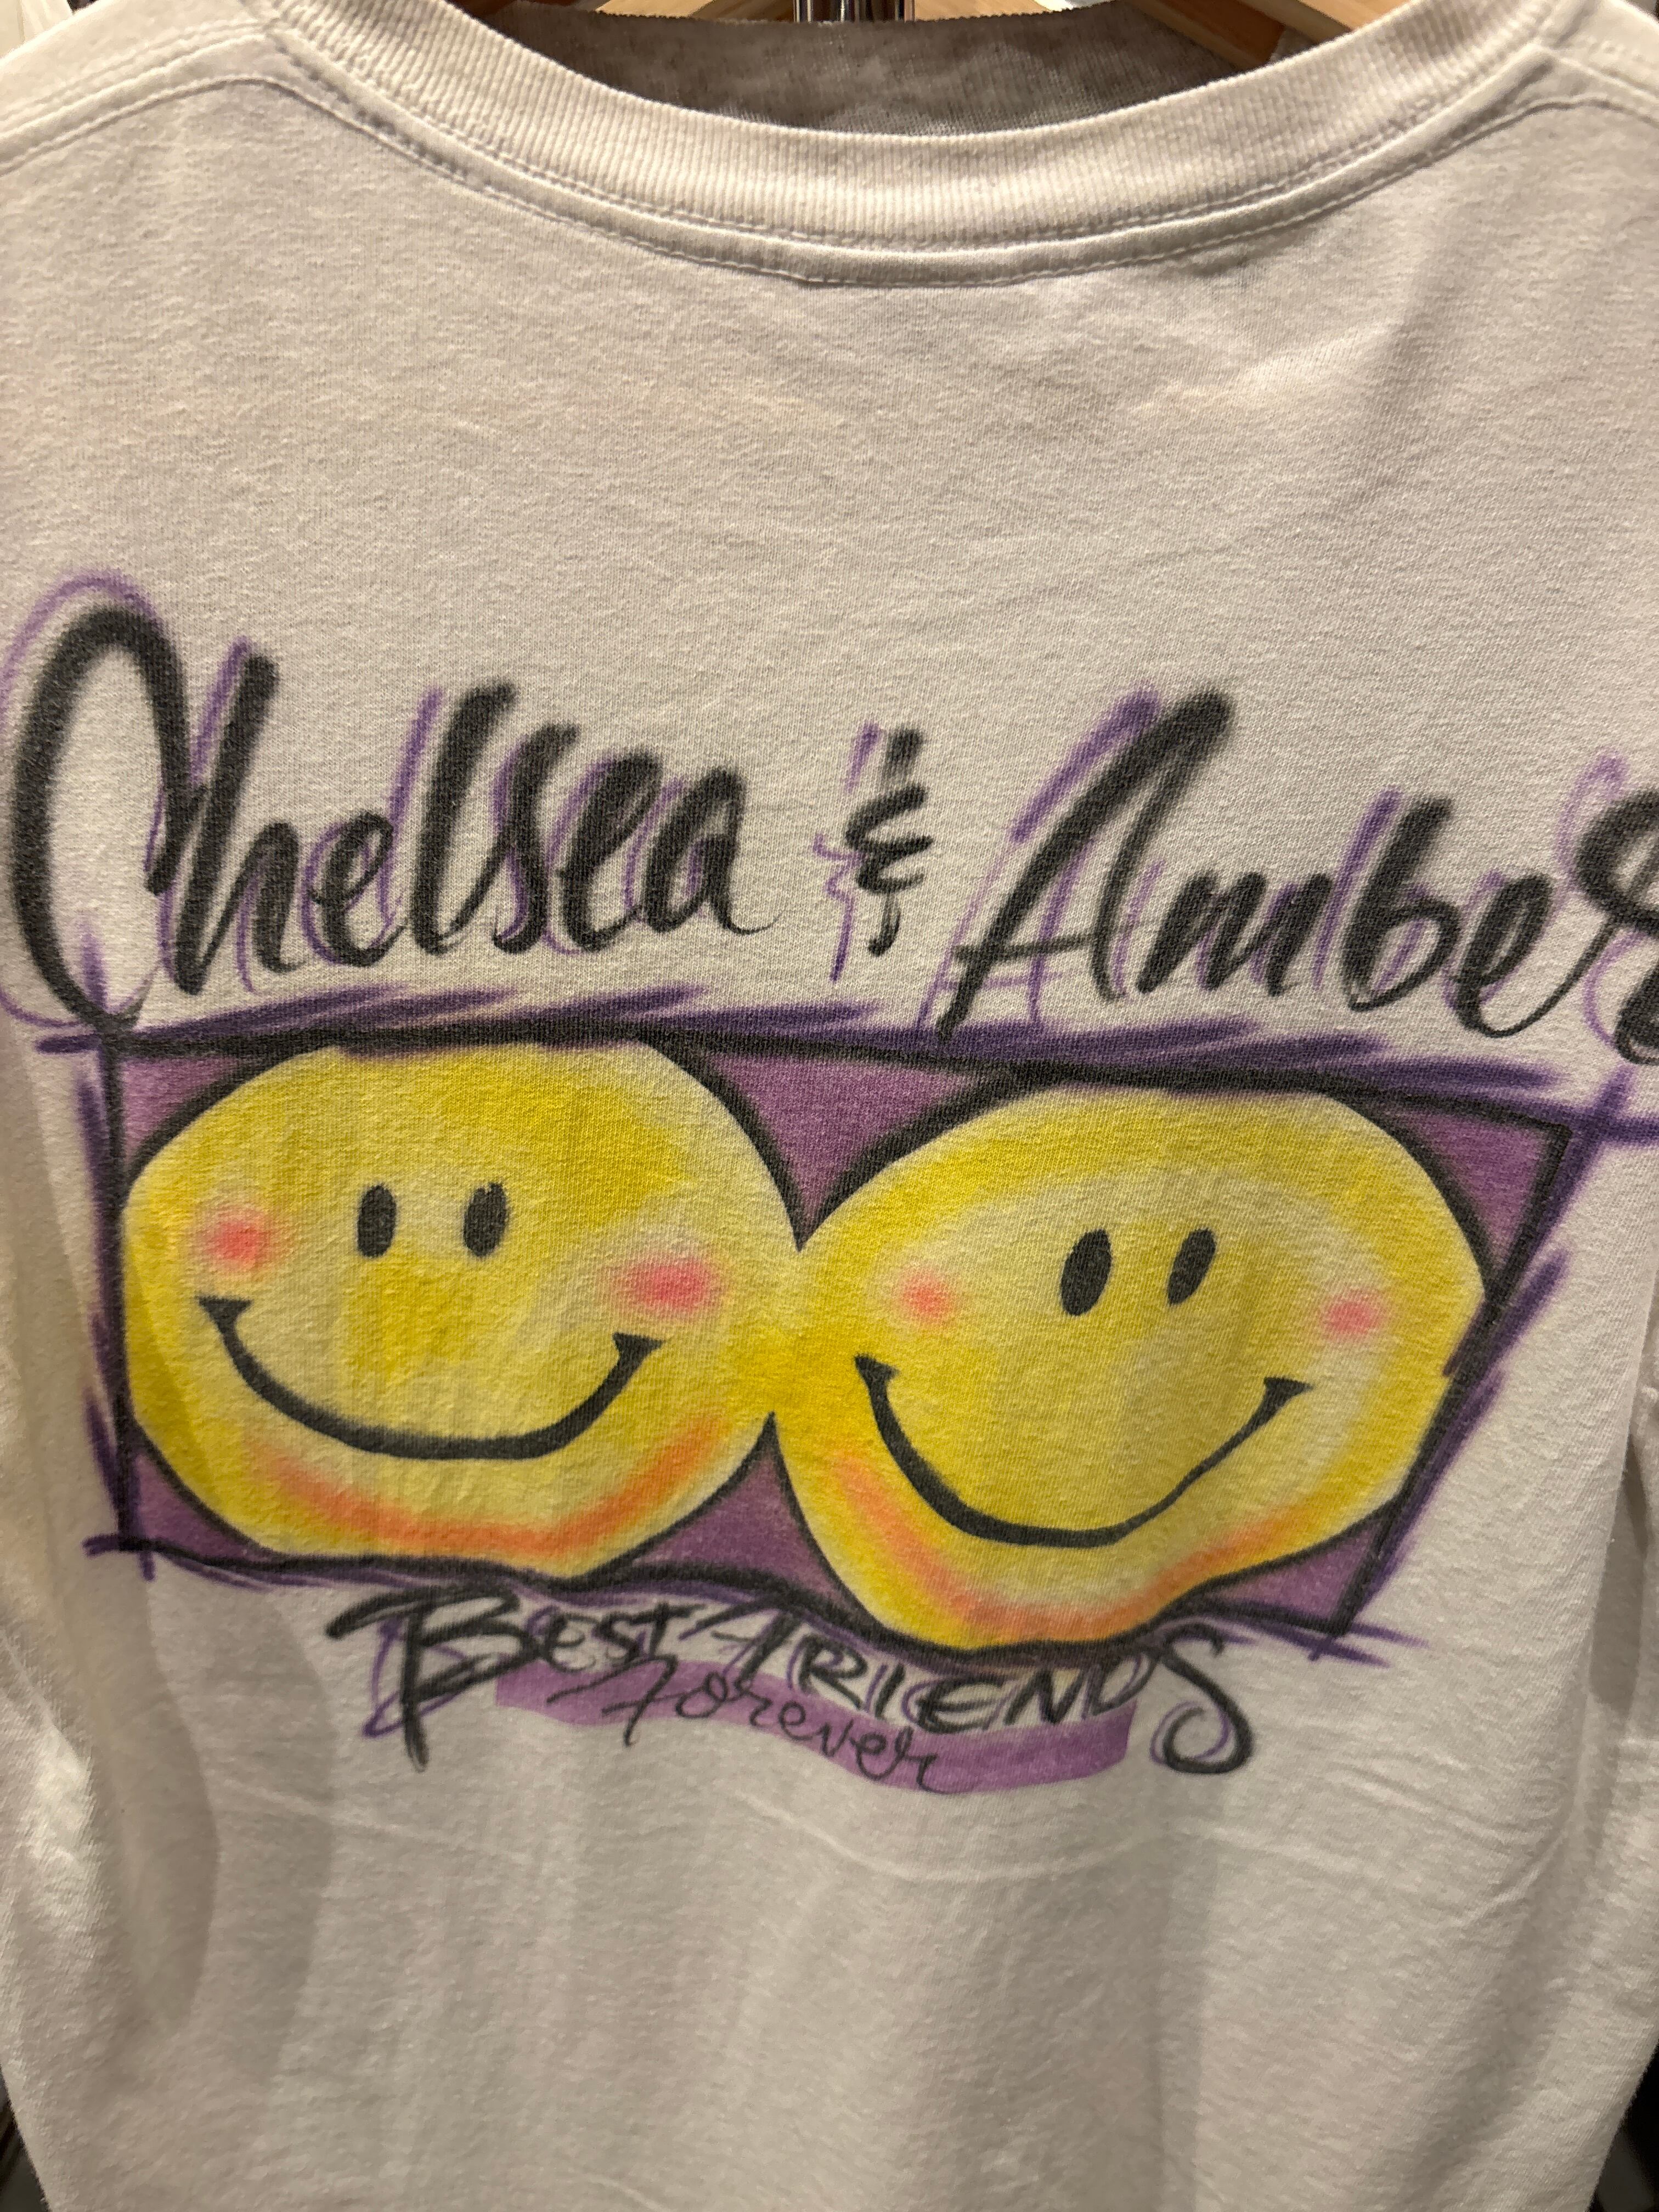 Chelsea & Amber
Best Friends
Forever